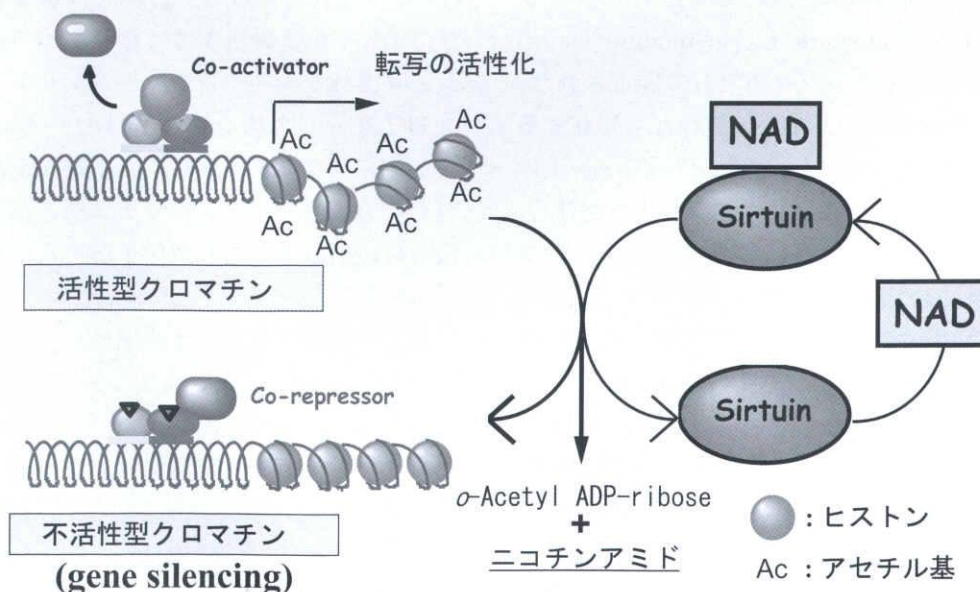 Co-activator
転写の活性化
Ac
Ac
Ac
Ac
Ac
Ac
Ac
Ac
活性型クロマチン
NAD
Sirtuin
NAD
Sirtuin
Co-repressor
不活性型クロマチン
(gene silencing)
o-Acetyl ADP-ribose
+
ニコチンアミド
：ヒストン
Ac ：アセチル基